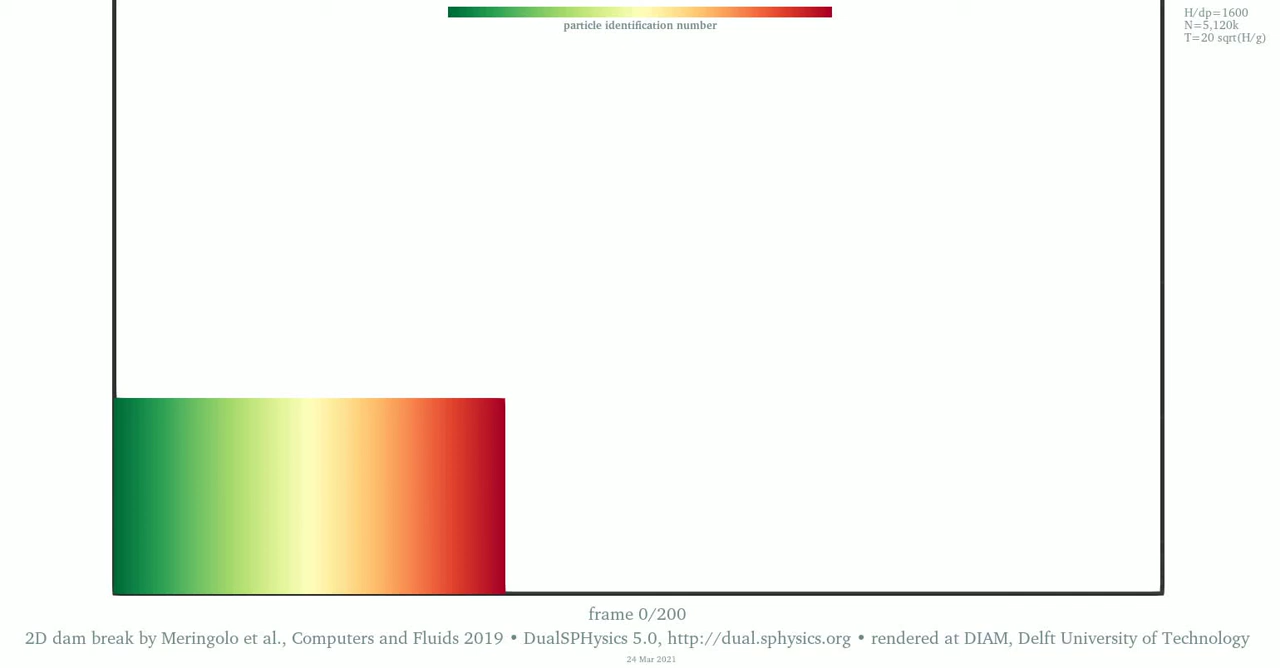 particle identification number
H/dp=1600
N=5,120k
T=20 sqrt(H/g)
frame 0/200
2D dam break by Meringolo et al., Computers and Fluids 2019 • DualSPHysics 5.0, http://dual.sphysics.org • rendered at DIAM, Delft University of Technology
24 Mar 2021